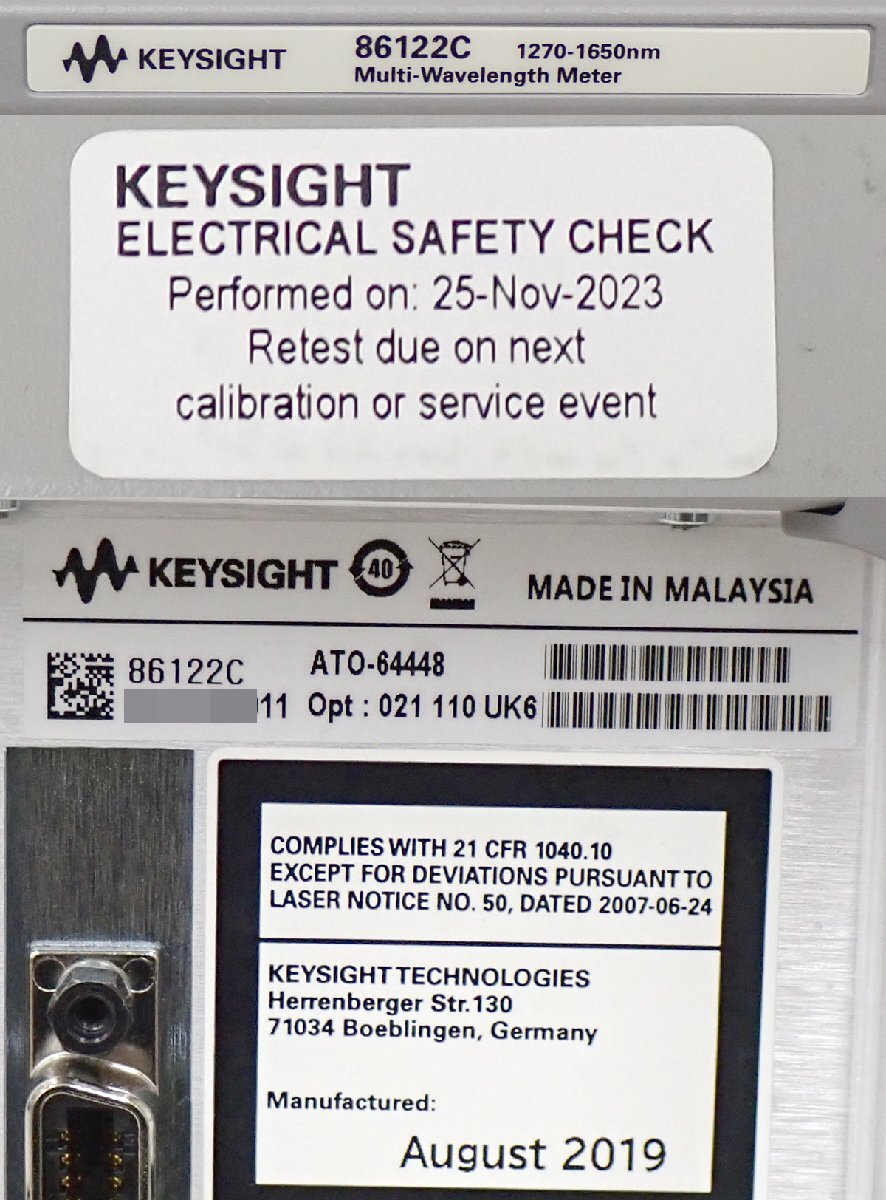 KEYSIGHT 86122C 1270-1650nm
Multi-Wavelength Meter
KEYSIGHT
ELECTRICAL SAFETY CHECK
Performed on: 25-Nov-2023
Retest due on next
calibration or service event
KEYSIGHT 40 MADE IN MALAYSIA
86122C ATO-64448
11 Opt : 021 110 UK6
COMPLIES WITH 21 CFR 1040.10
EXCEPT FOR DEVIATIONS PURSUANT TO
LASER NOTICE NO. 50, DATED 2007-06-24
KEYSIGHT TECHNOLOGIES
Herrenberger Str.130
71034 Boeblingen, Germany
Manufactured:
August 2019